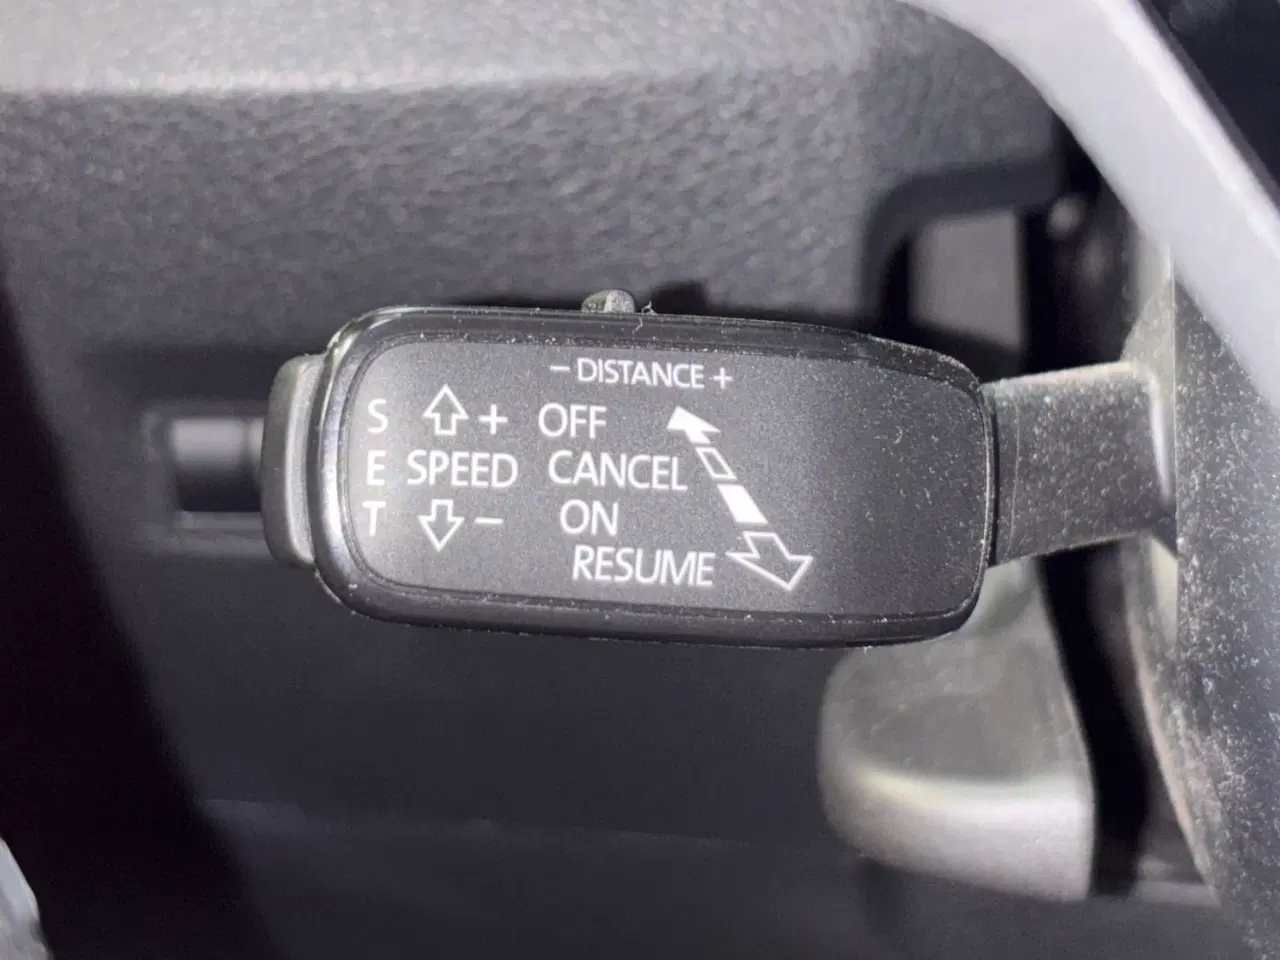 − DISTANCE +
S + OFF
E SPEED CANCEL
T − ON
RESUME